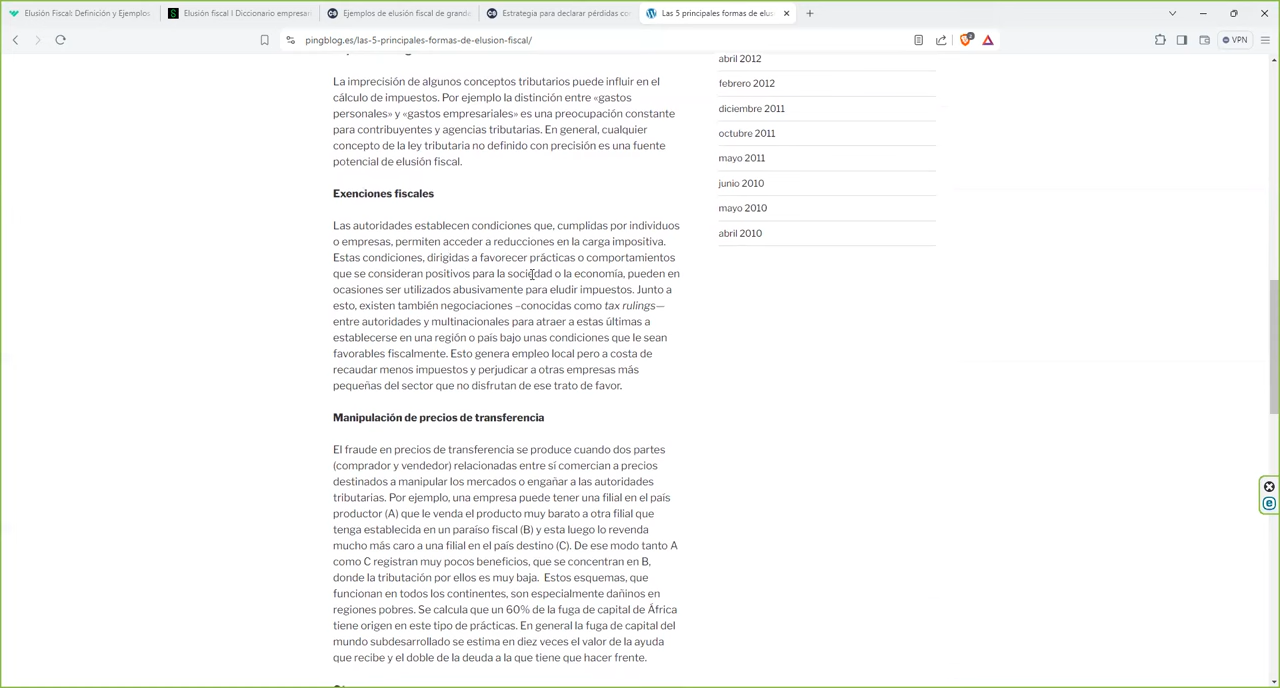 Elusión Fiscal: Definición y Ejemplos
Elusión fiscal I Diccionario empresari
Ejemplos de elusión fiscal de grande
Estrategia para declarar pérdidas co
Las 5 principales formas de elus
pingblog.es/las-5-principales-formas-de-elusion-fiscal/
2
VPN
La imprecisión de algunos conceptos tributarios puede influir en el
cálculo de impuestos. Por ejemplo la distinción entre «gastos
personales» y «gastos empresariales» es una preocupación constante
para contribuyentes y agencias tributarias. En general, cualquier
concepto de la ley tributaria no definido con precisión es una fuente
potencial de elusión fiscal.
Exenciones fiscales
Las autoridades establecen condiciones que, cumplidas por individuos
o empresas, permiten acceder a reducciones en la carga impositiva.
Estas condiciones, dirigidas a favorecer prácticas o comportamientos
que se consideran positivos para la sociedad o la economía, pueden en
ocasiones ser utilizados abusivamente para eludir impuestos. Junto a
esto, existen también negociaciones –conocidas como tax rulings—
entre autoridades y multinacionales para atraer a estas últimas a
establecerse en una región o país bajo unas condiciones que le sean
favorables fiscalmente. Esto genera empleo local pero a costa de
recaudar menos impuestos y perjudicar a otras empresas más
pequeñas del sector que no disfrutan de ese trato de favor.
Manipulación de precios de transferencia
El fraude en precios de transferencia se produce cuando dos partes
(comprador y vendedor) relacionadas entre sí comercian a precios
destinados a manipular los mercados o engañar a las autoridades
tributarias. Por ejemplo, una empresa puede tener una filial en el país
productor (A) que le venda el producto muy barato a otra filial que
tenga establecida en un paraíso fiscal (B) y esta luego lo revenda
mucho más caro a una filial en el país destino (C). De ese modo tanto A
como C registran muy pocos beneficios, que se concentran en B,
donde la tributación por ellos es muy baja. Estos esquemas, que
funcionan en todos los continentes, son especialmente dañinos en
regiones pobres. Se calcula que un 60% de la fuga de capital de África
tiene origen en este tipo de prácticas. En general la fuga de capital del
mundo subdesarrollado se estima en diez veces el valor de la ayuda
que recibe y el doble de la deuda a la que tiene que hacer frente.
abril 2012
febrero 2012
diciembre 2011
octubre 2011
mayo 2011
junio 2010
mayo 2010
abril 2010